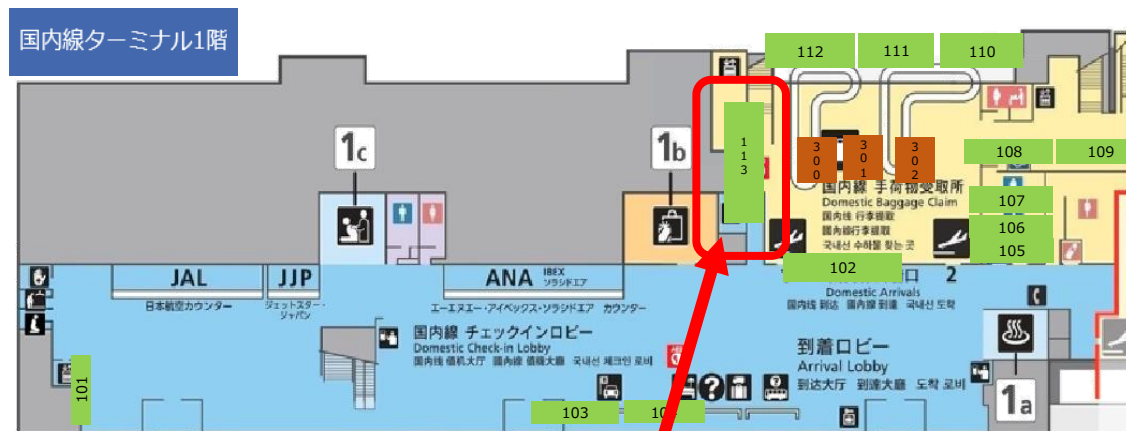 国内線ターミナル1階
112
111
110
113
1c
1b
300
301
302
108
109
国内線 手荷物受取所
Domestic Baggage Claim
国内线 行李提取
國內線行李提取
국내선 수하물 찾는 곳
107
106
105
102
JAL
JJP
ANA
IBEX
ソラシドエア
日本航空カウンター
ジェットスター・
ジャパン
エーエヌエー・アイベックス・ソラシドエア カウンター
口 2
Domestic Arrivals
国内线 到达 國內線 到達 국내선 도착
国内線 チェックインロビー
Domestic Check-in Lobby
国内线 值机大厅 國內線 值機大廳 국내선 체크인 로비
到着ロビー
Arrival Lobby
到达大厅 到達大廳 도착 로비
1a
101
103